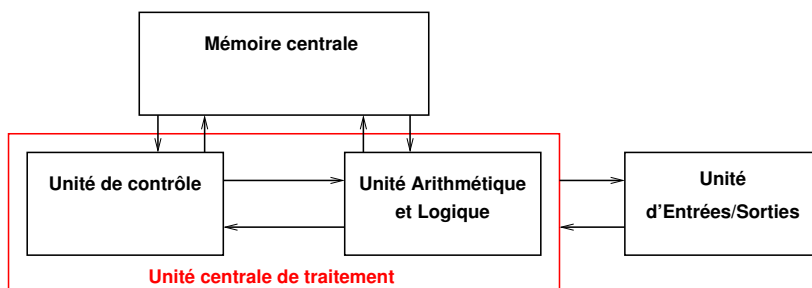 Mémoire centrale
Unité de contrôle
Unité Arithmétique
et Logique
Unité
d'Entrées/Sorties
Unité centrale de traitement